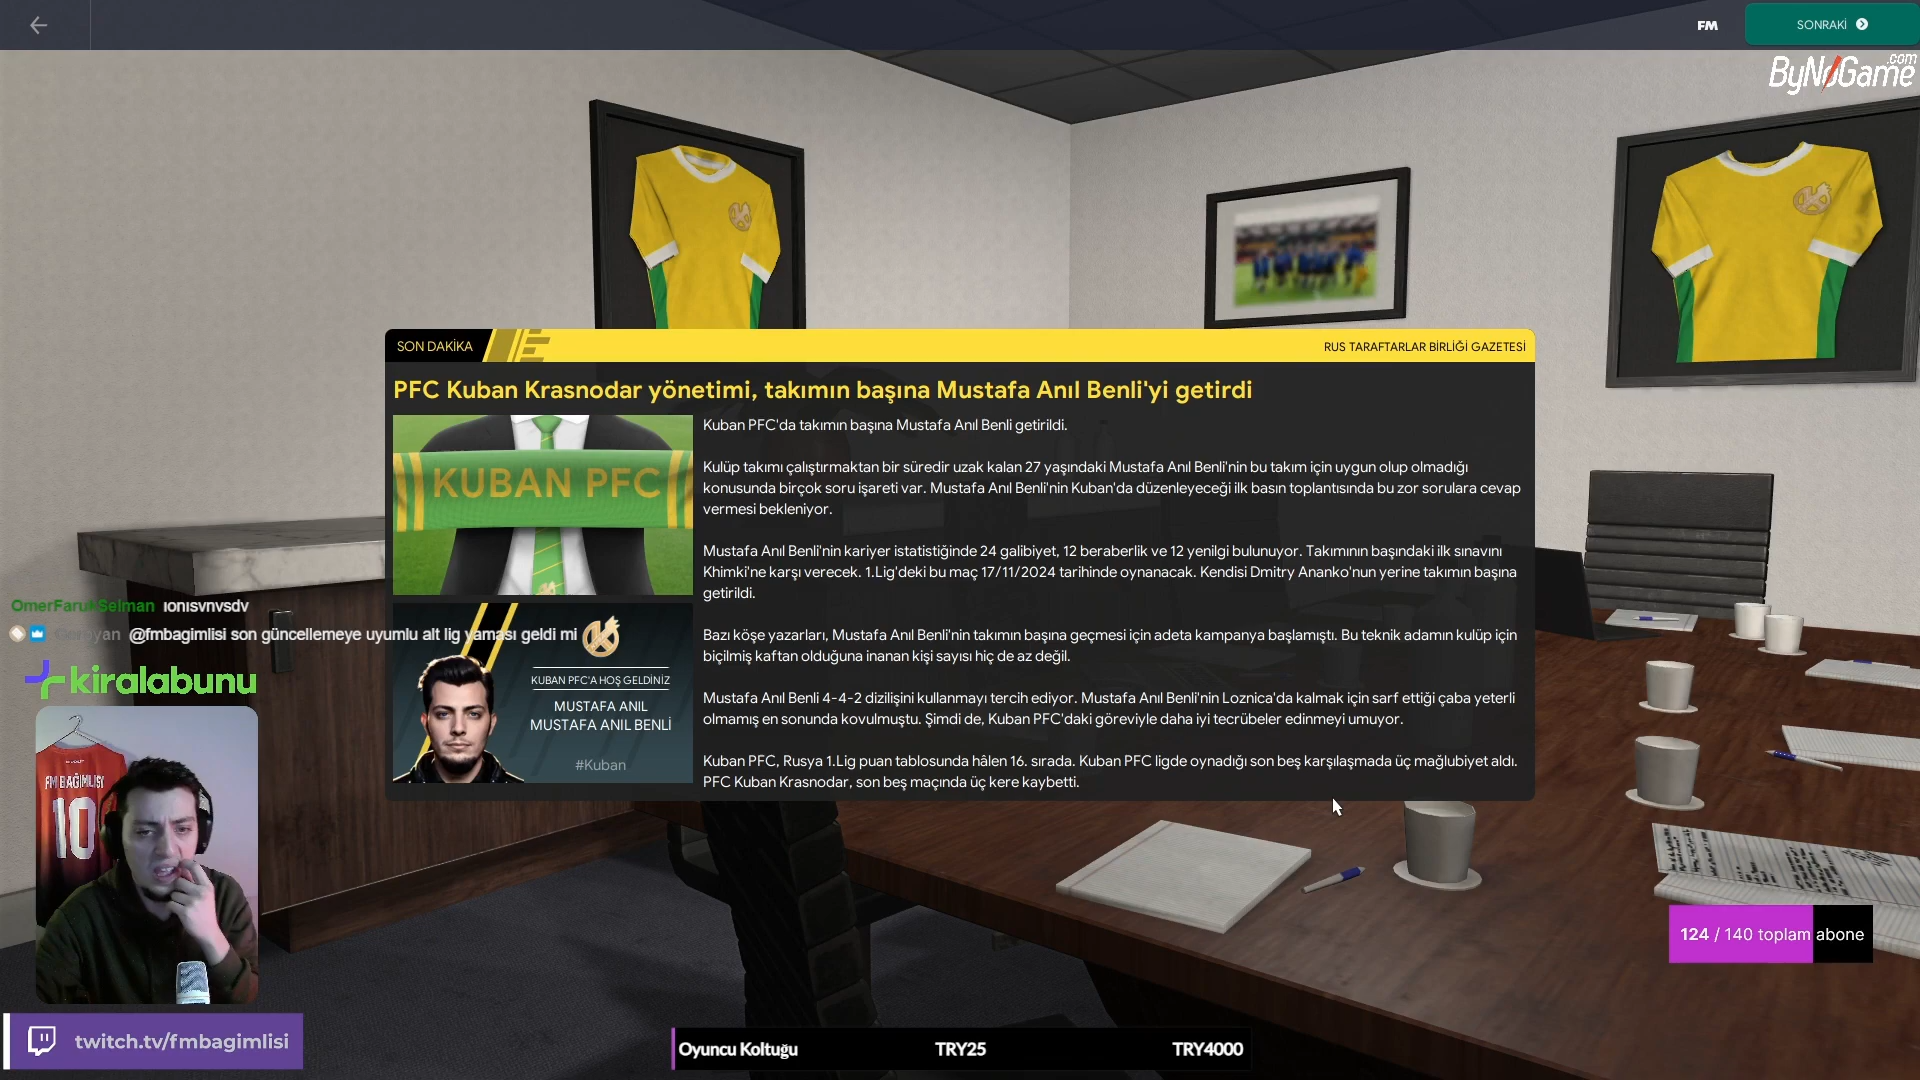 FM
SONRAKİ
ByNoGame.com
SON DAKİKA
RUS TARAFTARLAR BİRLİĞİ GAZETESİ
PFC Kuban Krasnodar yönetimi, takımın başına Mustafa Anıl Benli'yi getirdi
KUBAN PFC
Kuban PFC'da takımın başına Mustafa Anıl Benli getirildi.
Kulüp takımı çalıştırmaktan bir süredir uzak kalan 27 yaşındaki Mustafa Anıl Benli'nin bu takım için uygun olup olmadığı
konusunda birçok soru işareti var. Mustafa Anıl Benli'nin Kuban'da düzenleyeceği ilk basın toplantısında bu zor sorulara cevap
vermesi bekleniyor.
Mustafa Anıl Benli'nin kariyer istatistiğinde 24 galibiyet, 12 beraberlik ve 12 yenilgi bulunuyor. Takımının başındaki ilk sınavını
Khimki'ne karşı verecek. 1.Lig'deki bu maç 17/11/2024 tarihinde oynanacak. Kendisi Dmitry Ananko'nun yerine takımın başına
getirildi.
Bazı köşe yazarları, Mustafa Anıl Benli'nin takımın başına geçmesi için adeta kampanya başlamıştı. Bu teknik adamın kulüp için
biçilmiş kaftan olduğuna inanan kişi sayısı hiç de az değil.
Mustafa Anıl Benli 4-4-2 dizilişini kullanmayı tercih ediyor. Mustafa Anıl Benli'nin Loznica'da kalmak için sarf ettiği çaba yeterli
olmamış en sonunda kovulmuştu. Şimdi de, Kuban PFC'daki göreviyle daha iyi tecrübeler edinmeyi umuyor.
Kuban PFC, Rusya 1.Lig puan tablosunda hâlen 16. sırada. Kuban PFC ligde oynadığı son beş karşılaşmada üç mağlubiyet aldı.
PFC Kuban Krasnodar, son beş maçında üç kere kaybetti.
KUBAN PFC'A HOŞ GELDİNİZ
MUSTAFA ANIL
MUSTAFA ANIL BENLİ
#Kuban
OmerFarukSelman ıonısvnvsdv
@fmbagimlisi son güncellemeye uyumlu alt lig yaması geldi mi
kiralabunu
FM BAĞIMLISI
10
twitch.tv/fmbagimlisi
Oyuncu Koltuğu TRY25 TRY4000
124 / 140 toplam abone